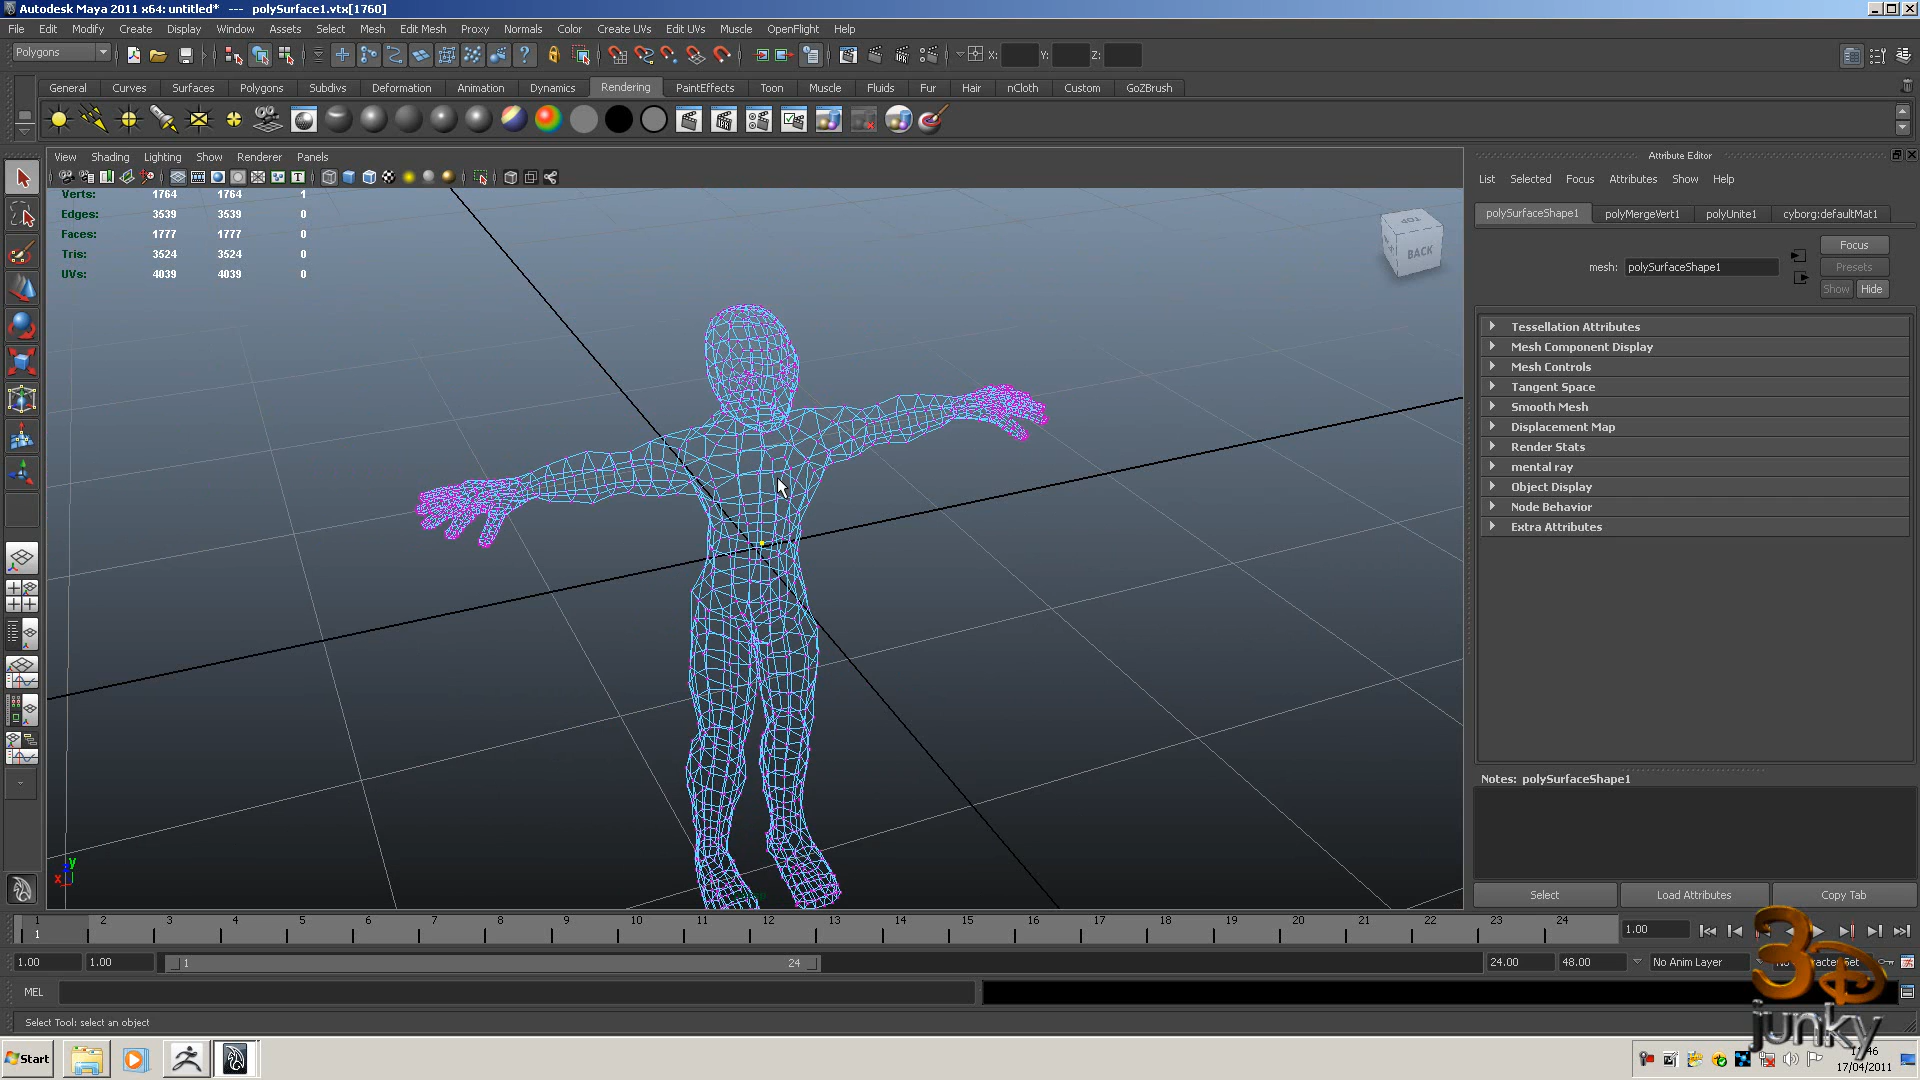 Autodesk Maya 2011 x64: untitled* --- polySurface1.vtx[1760]
File Edit Modify Create Display Window Assets Select Mesh Edit Mesh Proxy Normals Color Create UVs Edit UVs Muscle OpenFlight Help
Polygons X: Y: Z:
General Curves Surfaces Polygons Subdivs Deformation Animation Dynamics Rendering PaintEffects Toon Muscle Fluids Fur Hair nCloth Custom GoZBrush
View Shading Lighting Show Renderer Panels
Attribute Editor
List Selected Focus Attributes Show Help
Verts: 1764 1764 1
Edges: 3539 3539 0
Faces: 1777 1777 0
Tris: 3524 3524 0
UVs: 4039 4039 0
TOP
BACK
polySurfaceShape1 polyMergeVert1 polyUnite1 cyborg:defaultMat1
Focus
mesh: polySurfaceShape1 Presets
Show Hide
Tessellation Attributes
Mesh Component Display
Mesh Controls
Tangent Space
Smooth Mesh
Displacement Map
Render Stats
mental ray
Object Display
Node Behavior
Extra Attributes
Notes: polySurfaceShape1
y
x
Select Load Attributes Copy Tab
1 2 3 4 5 6 7 8 9 10 11 12 13 14 15 16 17 18 19 20 21 22 23 24
1 1.00
1.00 1.00 1 24 24.00 48.00 No Anim Layer
MEL
Select Tool: select an object
3D
junky
Start
17/04/2011